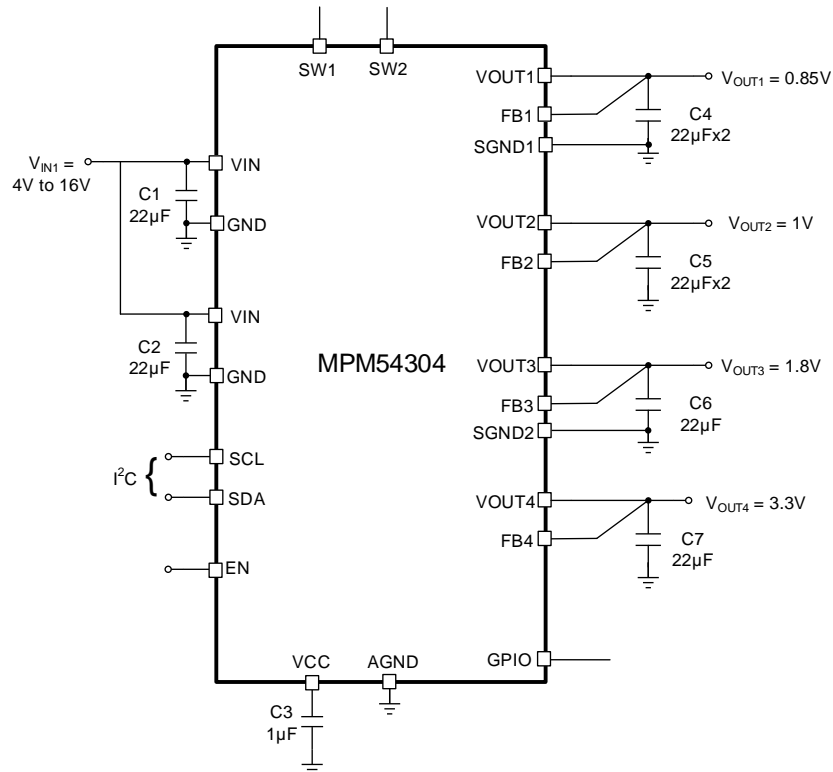 SW1
SW2
VOUT1
FB1
SGND1
VOUT1 = 0.85V
C4
22µFx2
VIN1 =
4V to 16V
C1
22µF
VIN
GND
VOUT2
FB2
VOUT2 = 1V
C5
22µFx2
C2
22µF
VIN
GND
MPM54304
VOUT3
FB3
SGND2
VOUT3 = 1.8V
C6
22µF
I²C {
SCL
SDA
VOUT4
FB4
VOUT4 = 3.3V
C7
22µF
EN
VCC
AGND
GPIO
C3
1µF